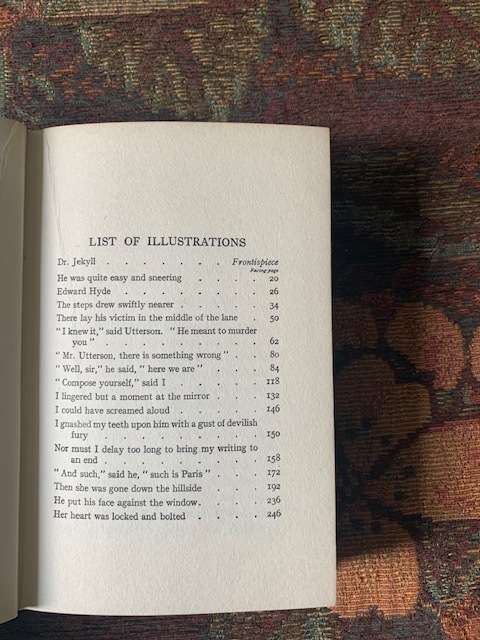 LIST OF ILLUSTRATIONS
Dr. Jekyll . . . . . . . Frontispiece
Facing page
He was quite easy and sneering . . . . 20
Edward Hyde . . . . . . . 26
The steps drew swiftly nearer . . . . 34
There lay his victim in the middle of the lane . 50
" I knew it," said Utterson. " He meant to murder
you " . . . . . . . . 62
" Mr. Utterson, there is something wrong " . . 80
" Well, sir," he said, " here we are " . . . 84
" Compose yourself," said I . . . . 118
I lingered but a moment at the mirror . . 132
I could have screamed aloud . . . . 146
I gnashed my teeth upon him with a gust of devilish
fury . . . . . . . . 150
Nor must I delay too long to bring my writing to
an end . . . . . . . 158
" And such," said he, " such is Paris " . . . 172
Then she was gone down the hillside . . . 192
He put his face against the window . . . 236
Her heart was locked and bolted . . . . 246